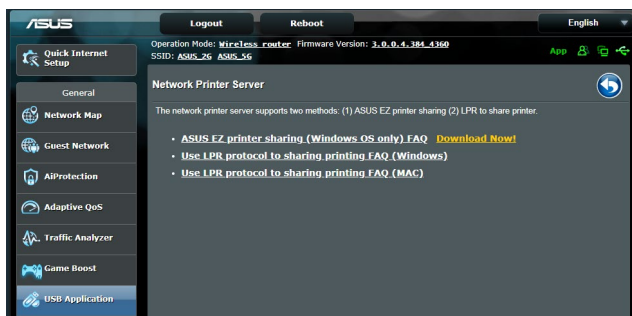 ASUS Logout Reboot English
Operation Mode: Wireless router Firmware Version: 3.0.0.4.384_4360
SSID: ASUS_2G ASUS_5G App
Quick Internet
Setup
General
Network Map
Guest Network
AiProtection
Adaptive QoS
Traffic Analyzer
Game Boost
USB Application
Network Printer Server
The network printer server supports two methods: (1) ASUS EZ printer sharing (2) LPR to share printer.
ASUS EZ printer sharing (Windows OS only) FAQ Download Now!
Use LPR protocol to sharing printing FAQ (Windows)
Use LPR protocol to sharing printing FAQ (MAC)